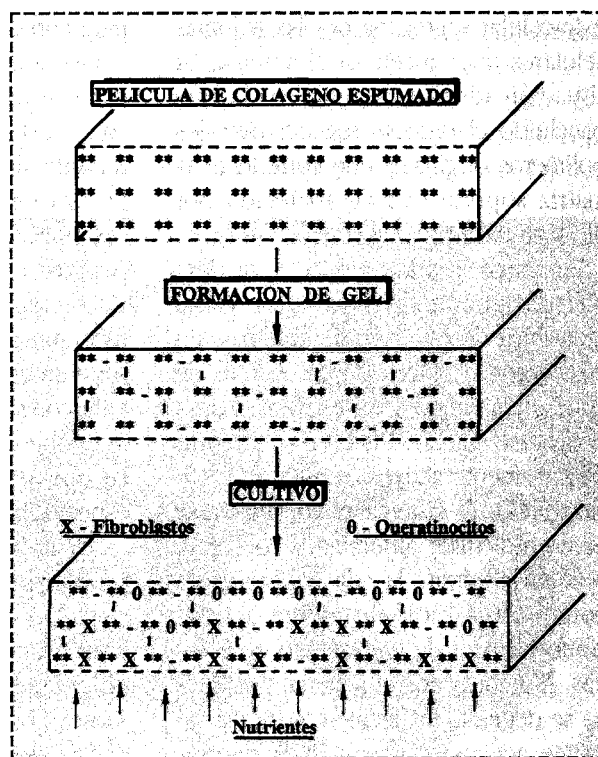 PELICULA DE COLAGENO ESPUMADO
FORMACION DE GEL
CULTIVO
X - Fibroblastos
0 - Queratinocitos
Nutrientes